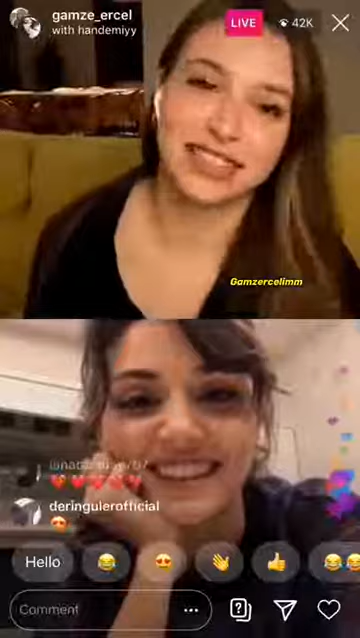 gamze_ercel
with handemiyy
LIVE
42K
Gamzercelimm
deringulerofficial
Hello
Comment